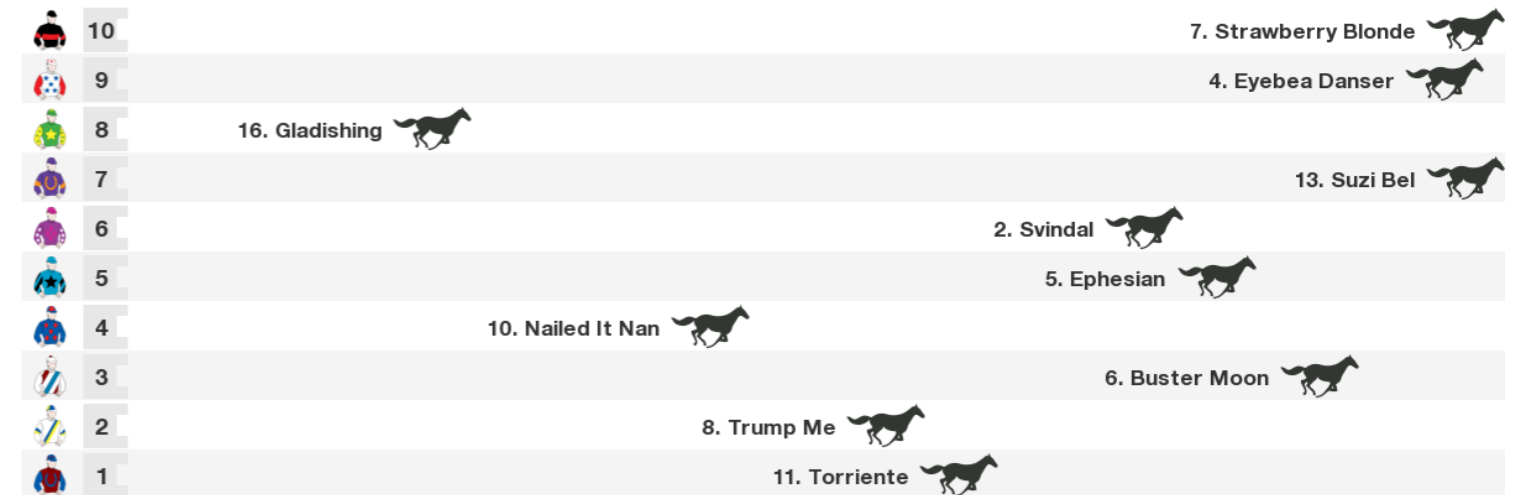 10 7. Strawberry Blonde
9 4. Eyebea Danser
8 16. Gladishing
7 13. Suzi Bel
6 2. Svindal
5 5. Ephesian
4 10. Nailed It Nan
3 6. Buster Moon
2 8. Trump Me
1 11. Torriente